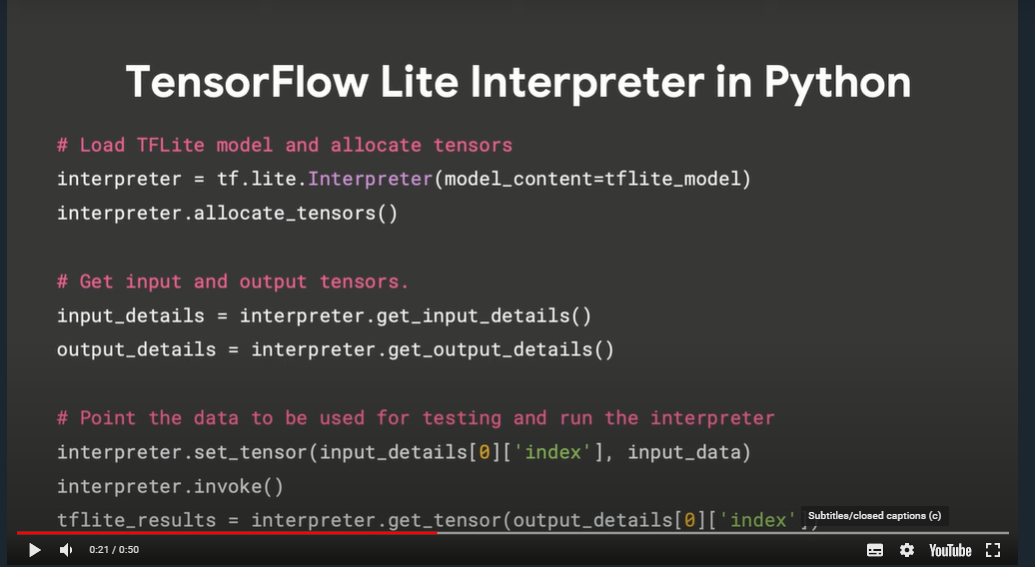 TensorFlow Lite Interpreter in Python
# Load TFLite model and allocate tensors
interpreter = tf.lite.Interpreter(model_content=tflite_model)
interpreter.allocate_tensors()
# Get input and output tensors.
input_details = interpreter.get_input_details()
output_details = interpreter.get_output_details()
# Point the data to be used for testing and run the interpreter
interpreter.set_tensor(input_details[0]['index'], input_data)
interpreter.invoke()
tflite_results = interpreter.get_tensor(output_details[0]['index'])
Subtitles/closed captions (c)
0:21 / 0:50
YouTube